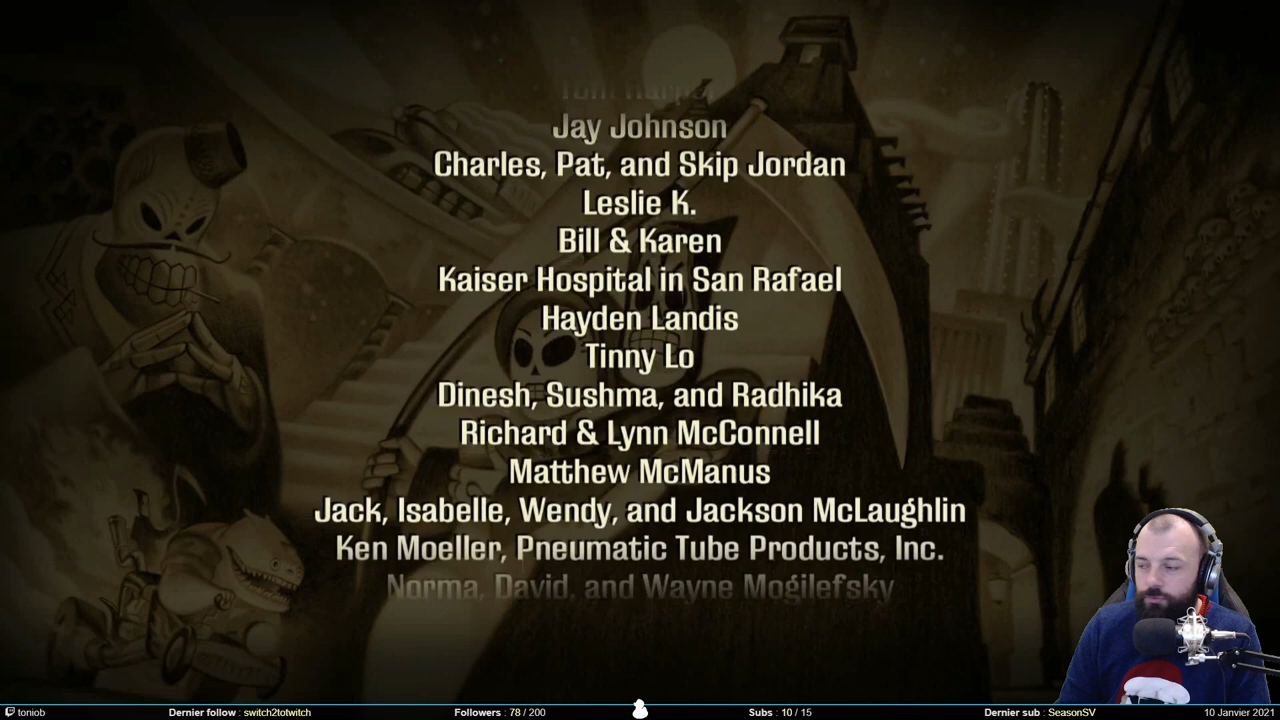 Jay Johnson
Charles, Pat, and Skip Jordan
Leslie K.
Bill & Karen
Kaiser Hospital in San Rafael
Hayden Landis
Tinny Lo
Dinesh, Sushma, and Radhika
Richard & Lynn McConnell
Matthew McManus
Jack, Isabelle, Wendy, and Jackson McLaughlin
Ken Moeller, Pneumatic Tube Products, Inc.
Norma, David, and Wayne Mogilefsky
toniob Dernier follow : switch2totwitch Followers : 78 / 200 Subs : 10 / 15 Dernier sub : SeasonSV 10 Janvier 2021